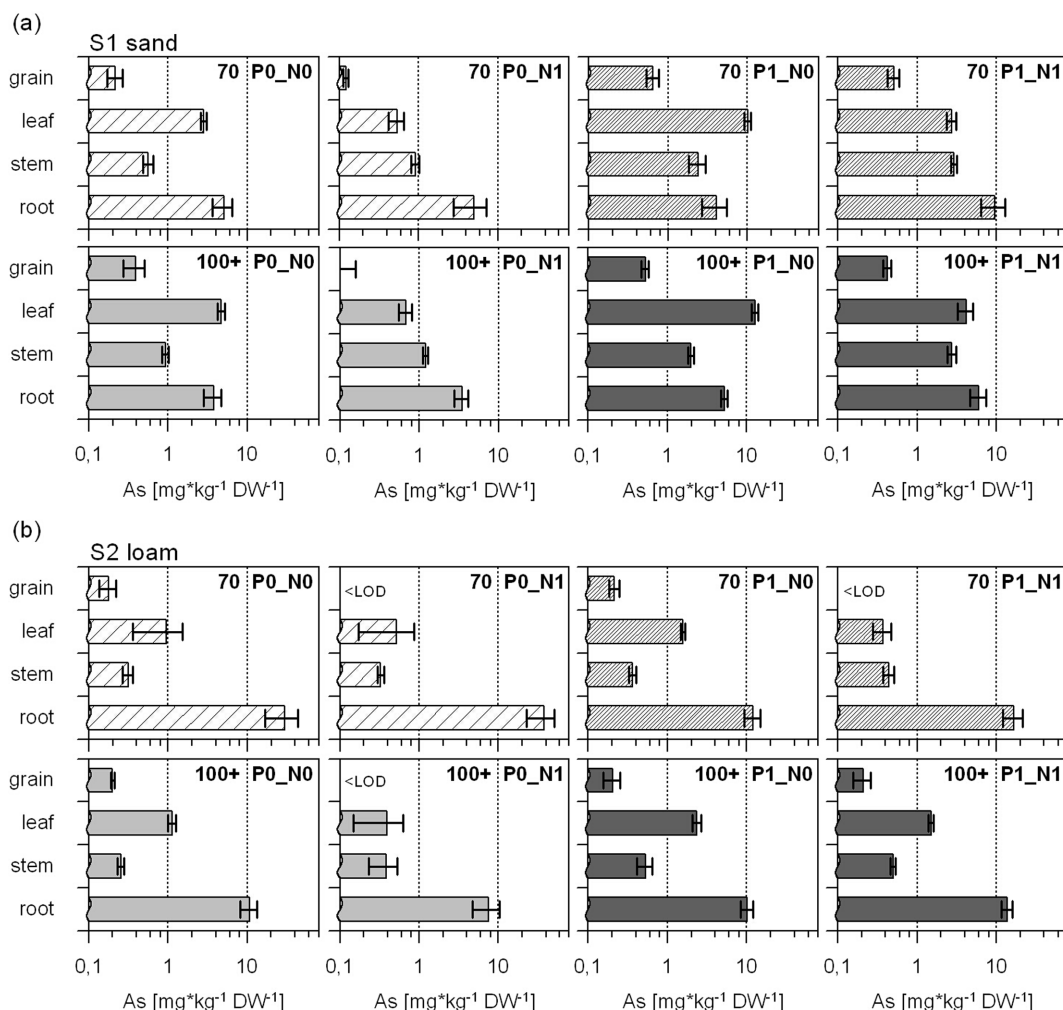 (a)
S1 sand
70 P0_N0
70 P0_N1
70 P1_N0
70 P1_N1
grain
leaf
stem
root
100+ P0_N0
100+ P0_N1
100+ P1_N0
100+ P1_N1
grain
leaf
stem
root
0,1 1 10
0,1 1 10
0,1 1 10
0,1 1 10
As [mg*kg⁻¹ DW⁻¹]
As [mg*kg⁻¹ DW⁻¹]
As [mg*kg⁻¹ DW⁻¹]
As [mg*kg⁻¹ DW⁻¹]
(b)
S2 loam
70 P0_N0
70 P0_N1
70 P1_N0
70 P1_N1
grain
<LOD
<LOD
leaf
stem
root
100+ P0_N0
100+ P0_N1
100+ P1_N0
100+ P1_N1
grain
<LOD
leaf
stem
root
0,1 1 10
0,1 1 10
0,1 1 10
0,1 1 10
As [mg*kg⁻¹ DW⁻¹]
As [mg*kg⁻¹ DW⁻¹]
As [mg*kg⁻¹ DW⁻¹]
As [mg*kg⁻¹ DW⁻¹]